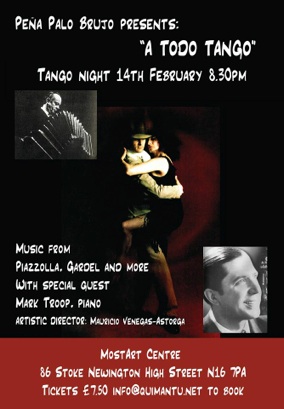 Peña Palo Brujo presents:
"A TODO TANGO"
Tango night 14th February 8.30pm
Music from
Piazzolla, Gardel and more
With special guest
Mark Troop, piano
artistic director: Mauricio Venegas-Astorga
MostArt Centre
86 Stoke Newington High Street N16 7PA
Tickets £7.50 info@quimantu.net to book